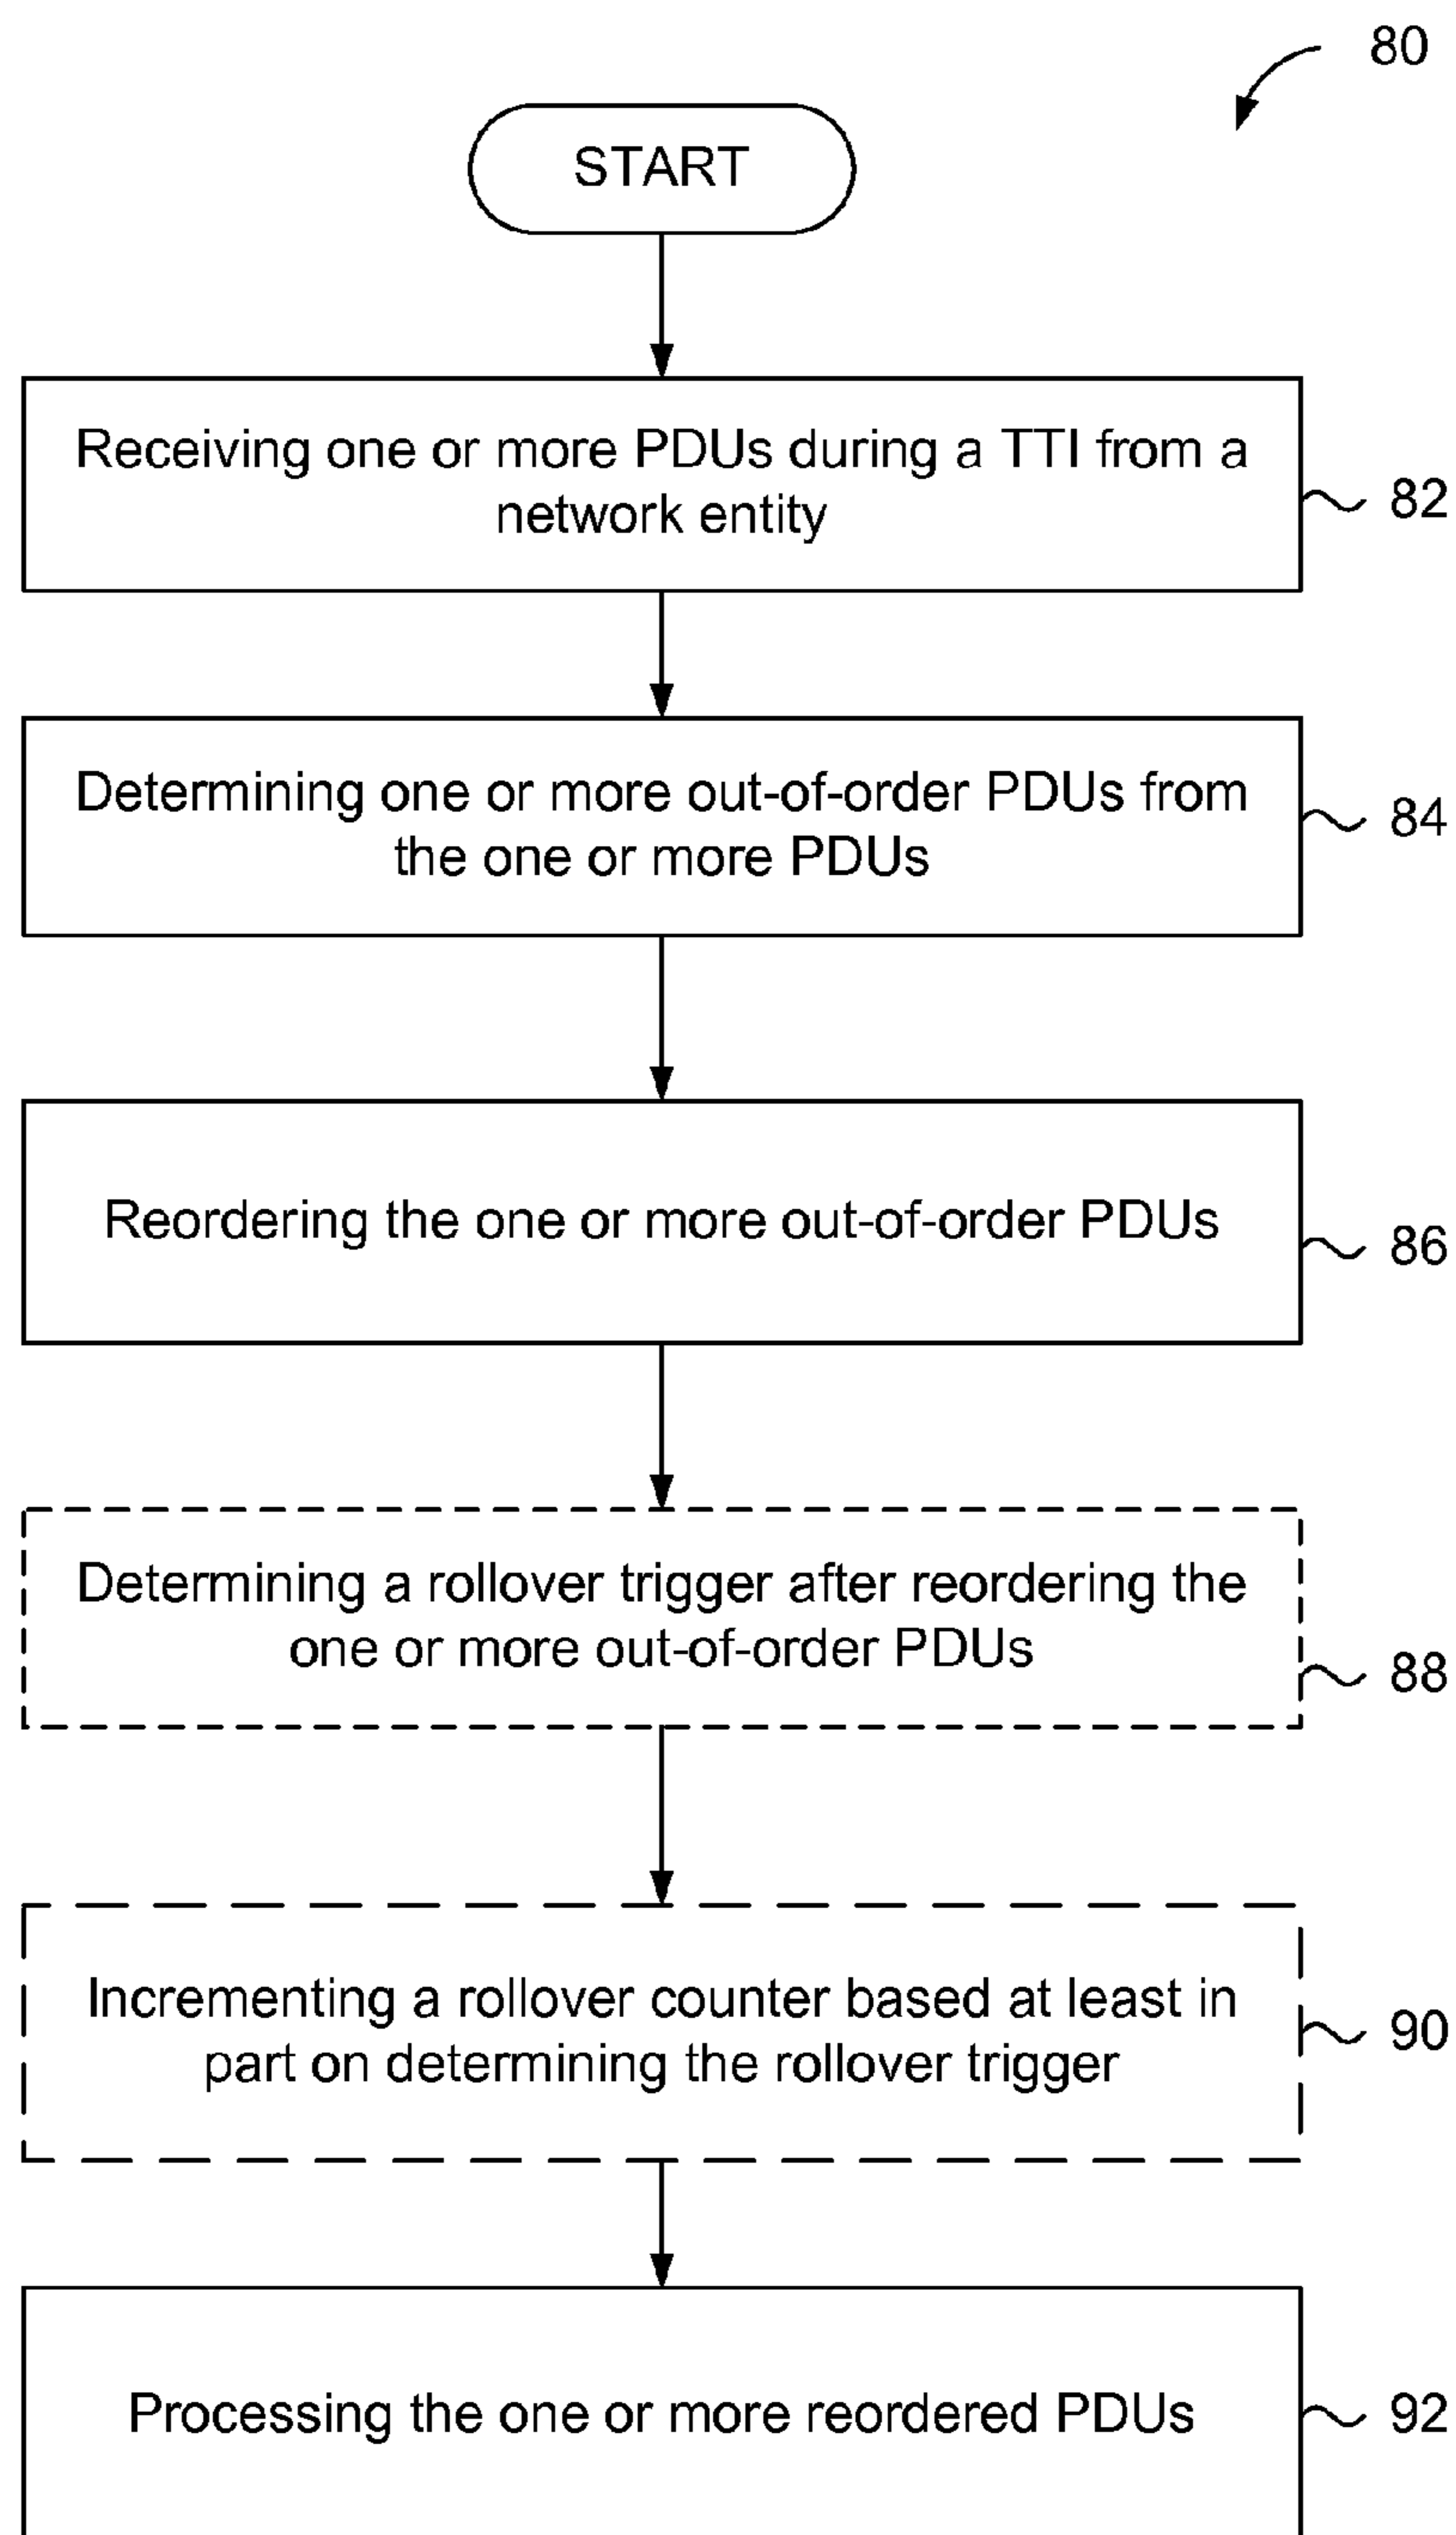 80
START
Receiving one or more PDUs during a TTI from a
network entity
82
Determining one or more out-of-order PDUs from
the one or more PDUs
84
Reordering the one or more out-of-order PDUs
86
Determining a rollover trigger after reordering the
one or more out-of-order PDUs
88
Incrementing a rollover counter based at least in
part on determining the rollover trigger
90
Processing the one or more reordered PDUs
92